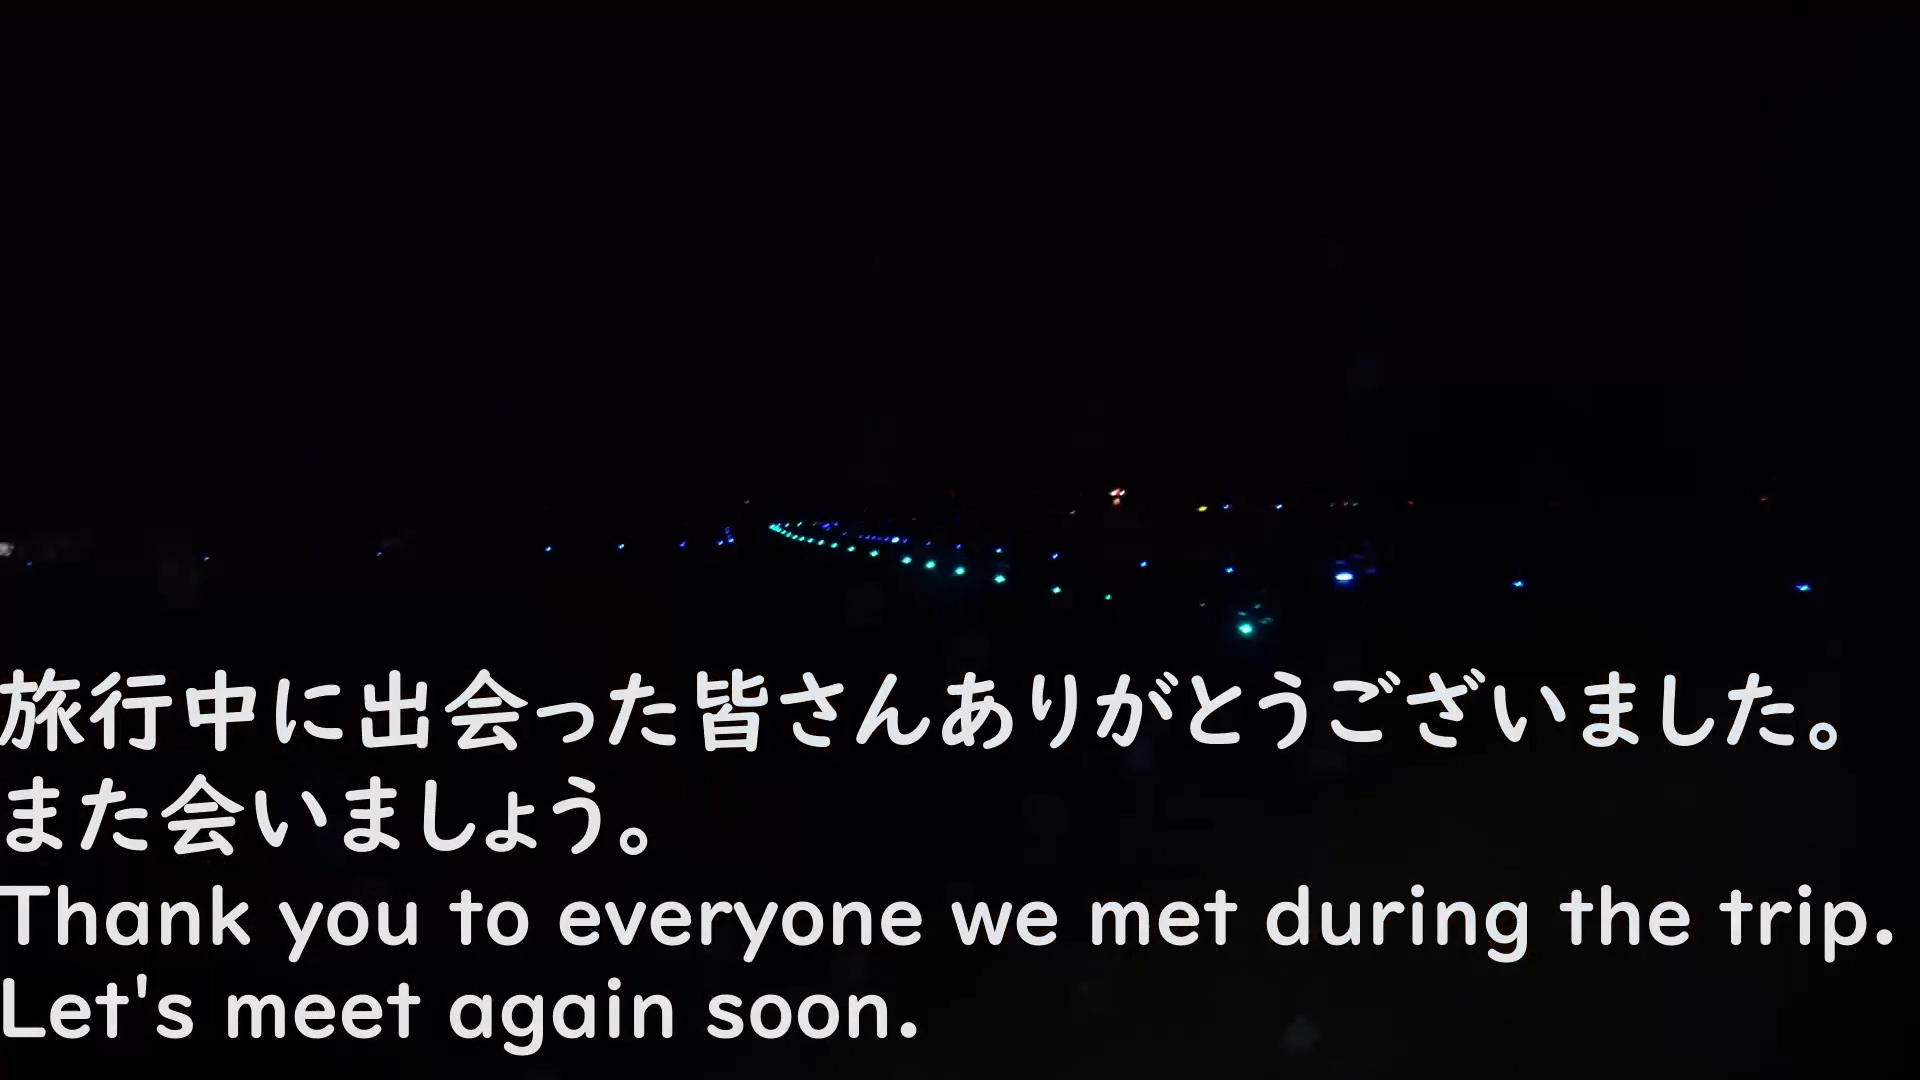 旅行中に出会った皆さんありがとうございました。
また会いましょう。
Thank you to everyone we met during the trip.
Let's meet again soon.